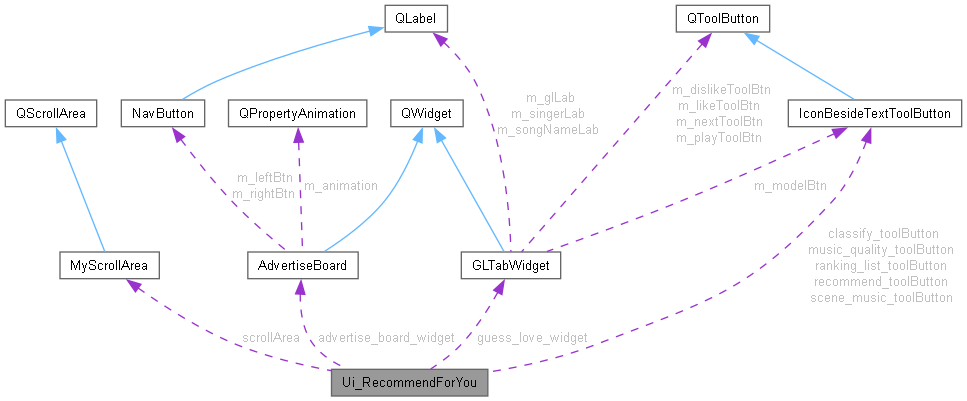 QLabel
QToolButton
m_dislikeToolBtn
m_glLab
m_likeToolBtn
m_singerLab
m_nextToolBtn
m_songNameLab
m_playToolBtn
QScrollArea
NavButton
QPropertyAnimation
QWidget
IconBesideTextToolButton
m_leftBtn
m_rightBtn
m_animation
m_modelBtn
classify_toolButton
music_quality_toolButton
ranking_list_toolButton
recommend_toolButton
scene_music_toolButton
MyScrollArea
AdvertiseBoard
GLTabWidget
scrollArea
advertise_board_widget
guess_love_widget
Ui_RecommendForYou